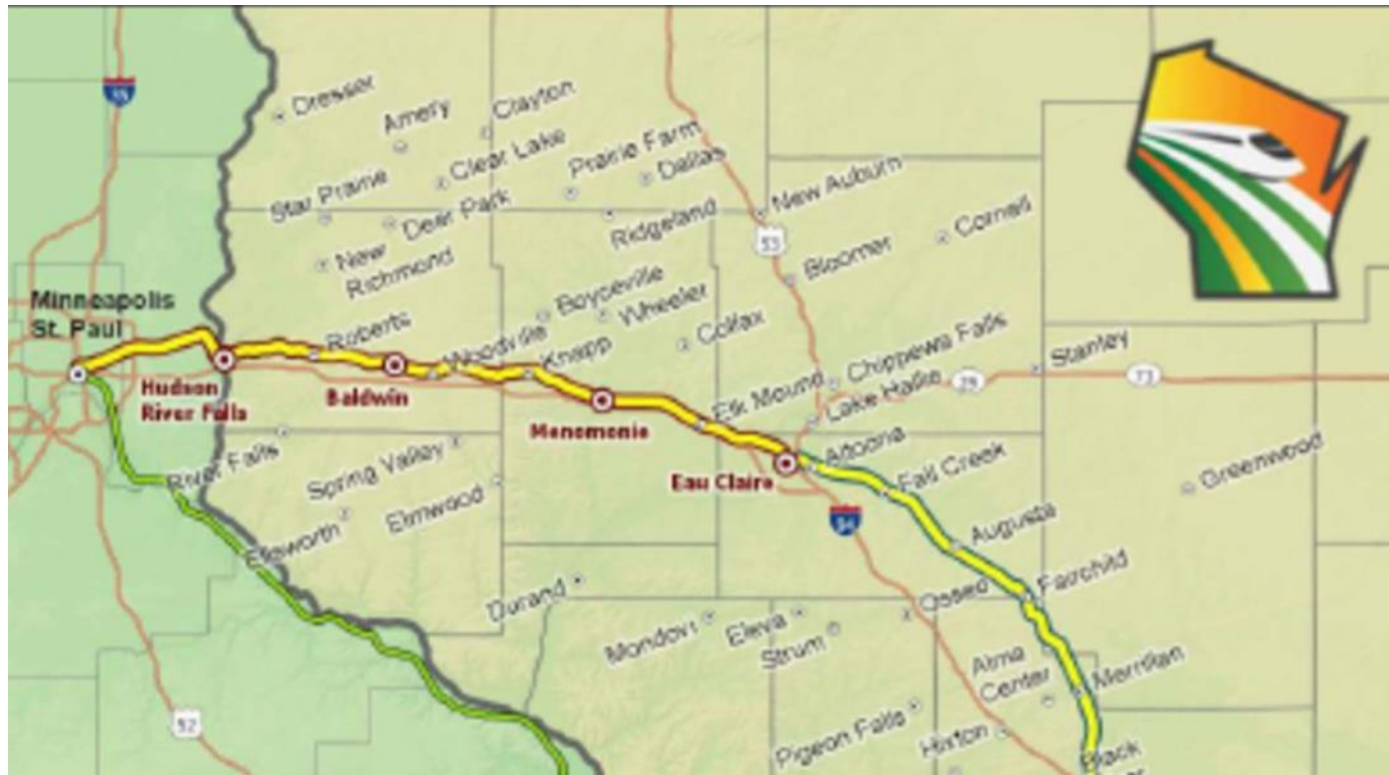 35
Dresser
Amery
Clayton
Clear Lake
Prairie Farm
Dallas
Star Prairie
Deer Park
New Auburn
Ridgeland
Cornell
53
New
Richmond
Bloomer
Boyceville
Wheeler
Minneapolis
St. Paul
Roberts
Woodville
Knapp
Colfax
Chippewa Falls
Stanley
29
73
Hudson
River Falls
Baldwin
Menomonie
Elk Mound
Lake Hallie
Altoona
Eau Claire
Fall Creek
Greenwood
River Falls
Spring Valley
Elmwood
94
Ellsworth
Augusta
Durand
Fairchild
Osseo
Mondovi
Eleva
Strum
Alma
Center
Merrillan
52
Pigeon Falls
Hixton
Black